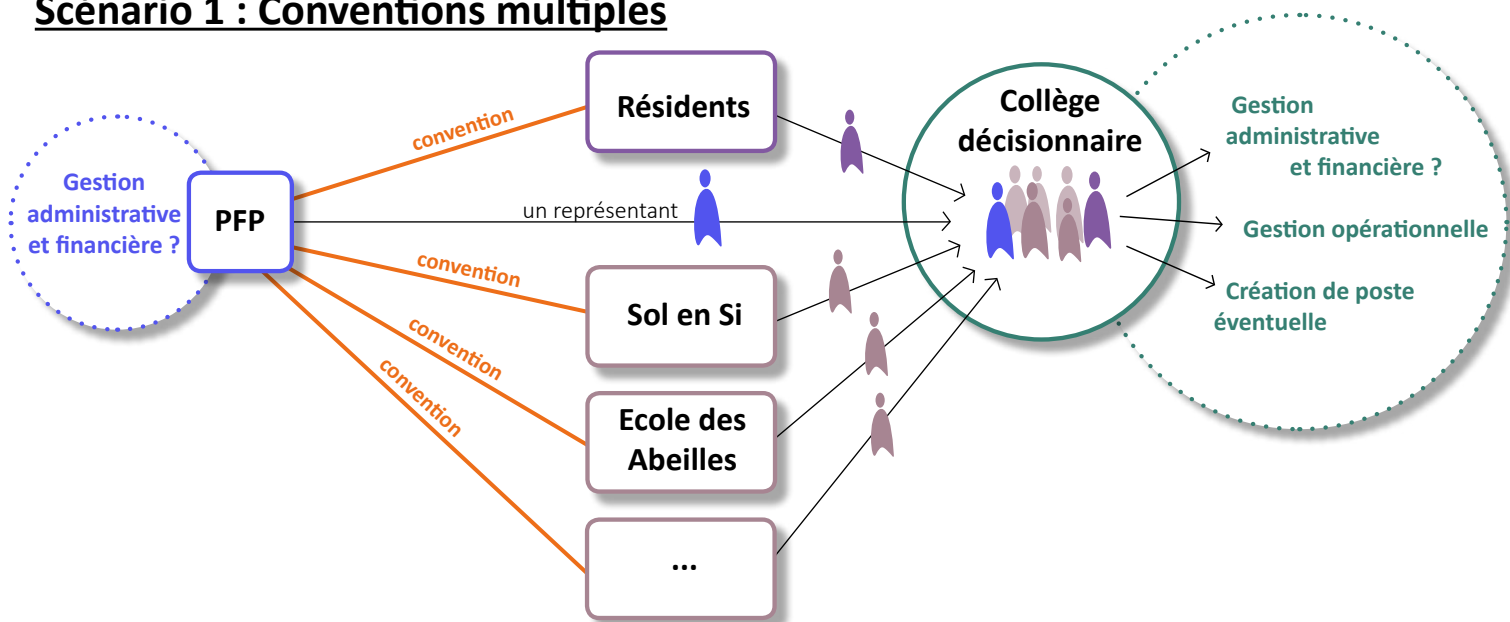 Scénario 1 : Conventions multiples
Gestion
administrative
et financière ?
PFP
convention
un représentant
convention
convention
convention
Résidents
Sol en Si
Ecole des
Abeilles
...
Collège
décisionnaire
Gestion
administrative
et financière ?
Gestion opérationnelle
Création de poste
éventuelle